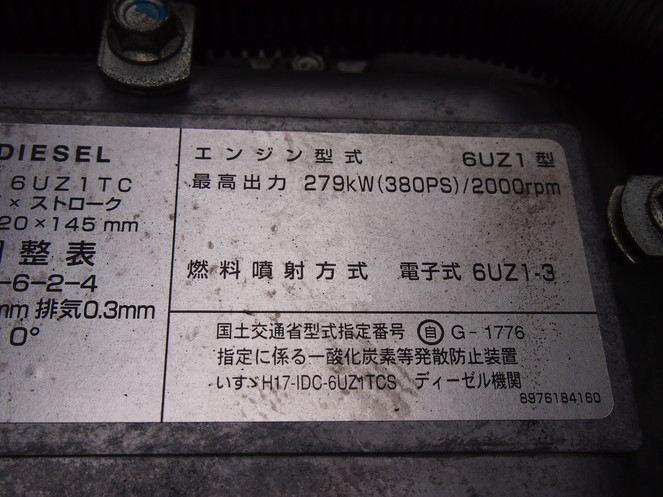 DIESEL
6UZ1TC
× ストローク
20×145mm
整表
-6-2-4
mm 排気0.3mm
0°
エンジン型式 6UZ1型
最高出力 279kW(380PS)/2000rpm
燃料噴射方式 電子式 6UZ1-3
国土交通省型式指定番号 自 G-1776
指定に係る一酸化炭素等発散防止装置
いすゞH17-IDC-6UZ1TCS ディーゼル機関
8976184160